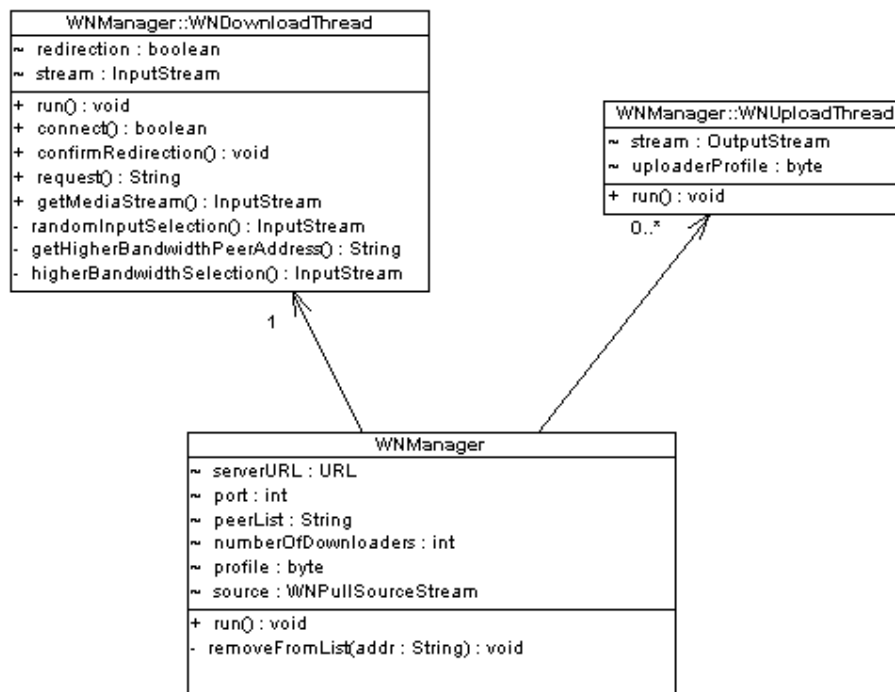 WNManager::WNDownloadThread
~ redirection : boolean
~ stream : InputStream
+ run() : void
+ connect() : boolean
+ confirmRedirection() : void
+ request() : String
+ getMediaStream() : InputStream
- randomInputSelection() : InputStream
- getHigherBandwidthPeerAddress() : String
- higherBandwidthSelection() : InputStream
1
WNManager::WNUploadThread
~ stream : OutputStream
~ uploaderProfile : byte
+ run() : void
0..*
WNManager
~ serverURL : URL
~ port : int
~ peerList : String
~ numberOfDownloaders : int
~ profile : byte
~ source : WNPullSourceStream
+ run() : void
- removeFromList(addr : String) : void